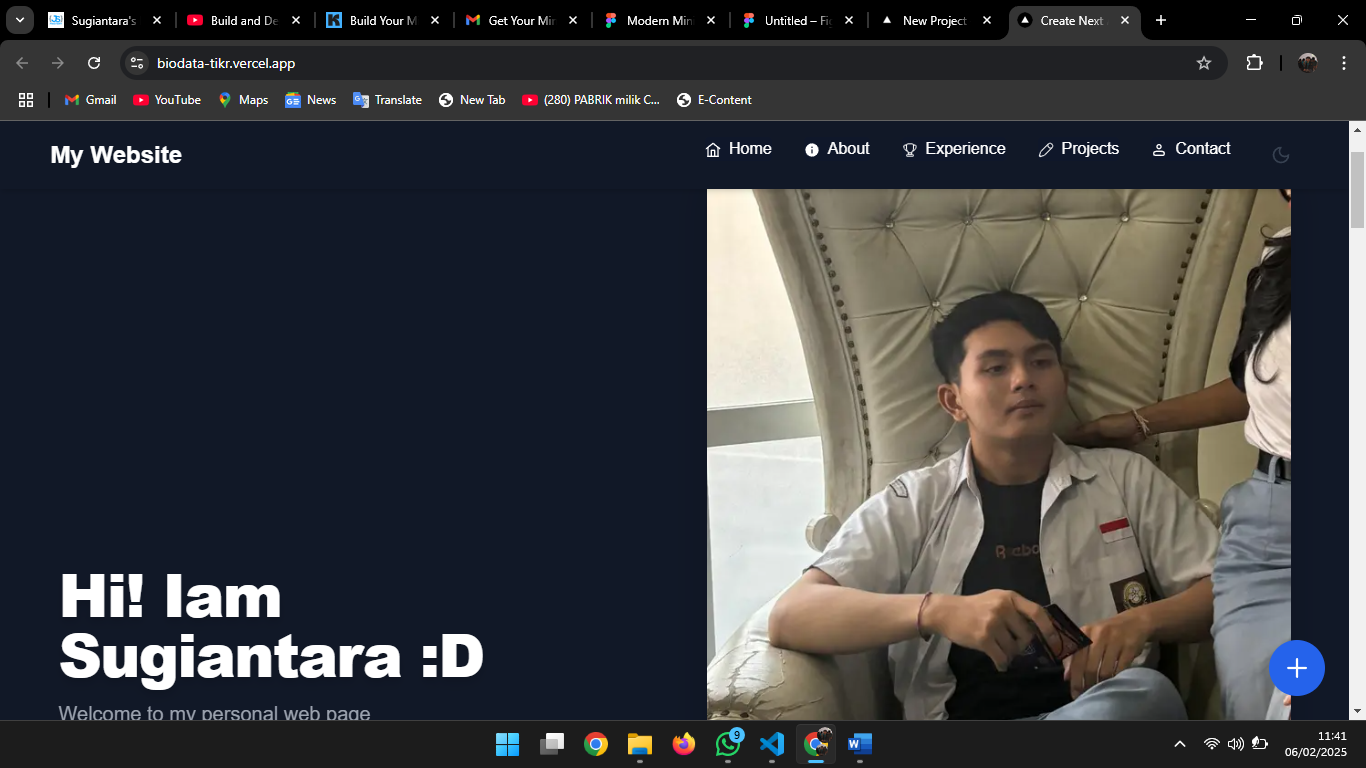 Sugiantara's
Build and De
Build Your M
Get Your Mir
Modern Min
Untitled – Fi
New Project
Create Next
biodata-tikr.vercel.app
Gmail
YouTube
Maps
News
Translate
New Tab
(280) PABRIK milik C...
E-Content
My Website
Home
About
Experience
Projects
Contact
Hi! Iam
Sugiantara :D
Welcome to my personal web page
9
11:41
06/02/2025